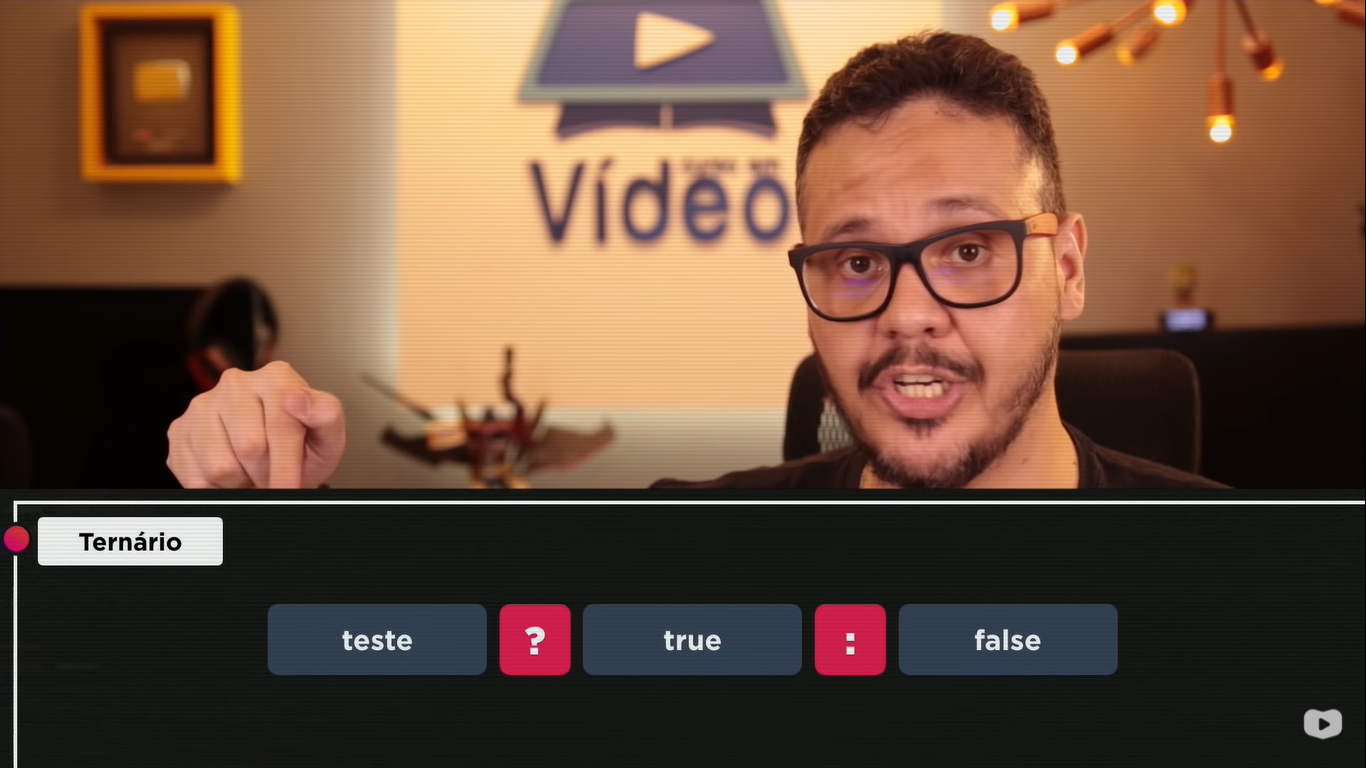 Vídeo
Ternário
teste ? true : false